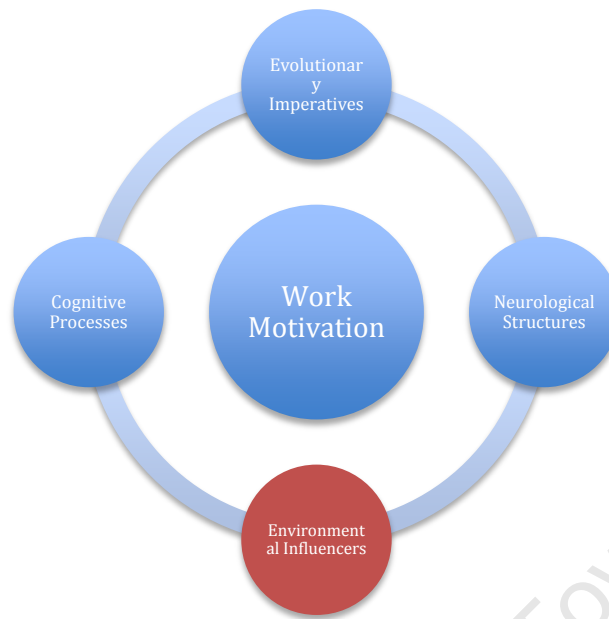 Evolutionar
y
Imperatives
Cognitive
Processes
Work
Motivation
Neurological
Structures
Environment
al Influencers